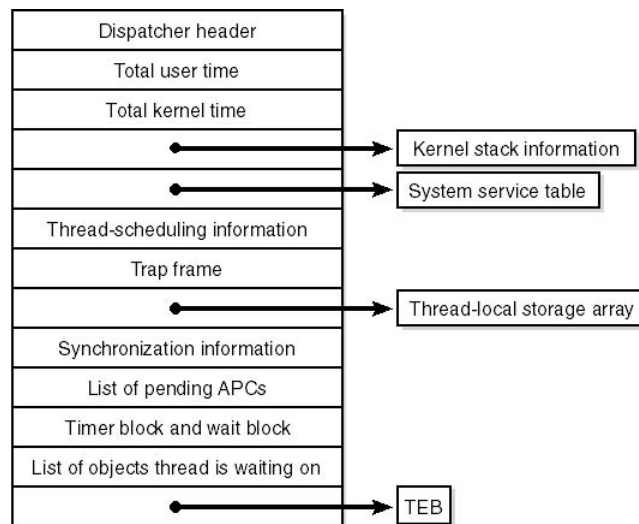 Dispatcher header
Total user time
Total kernel time
Kernel stack information
System service table
Thread-scheduling information
Trap frame
Thread-local storage array
Synchronization information
List of pending APCs
Timer block and wait block
List of objects thread is waiting on
TEB